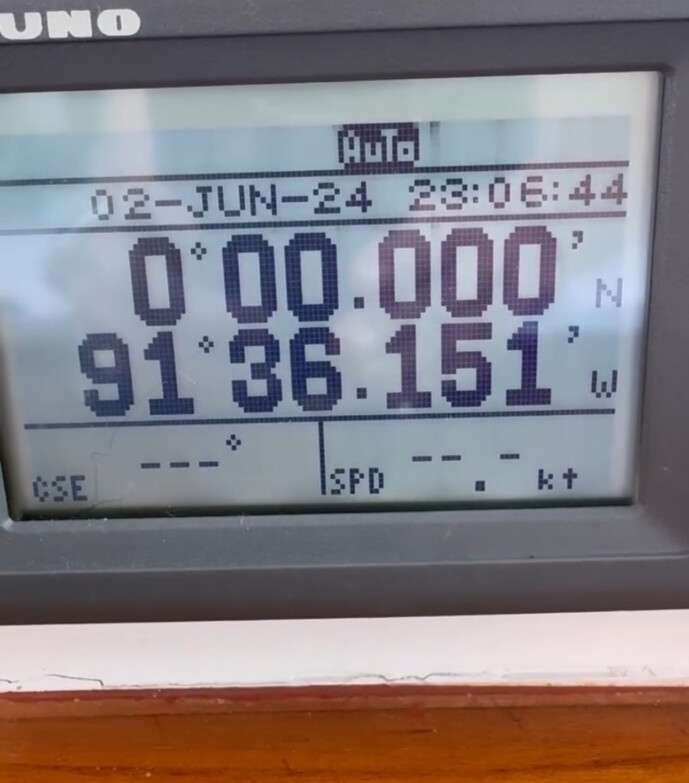 UNO
AUTO
02-JUN-24 23:06:44
0°00.000' N
91°36.151' W
CSE ---° SPD --.- kt